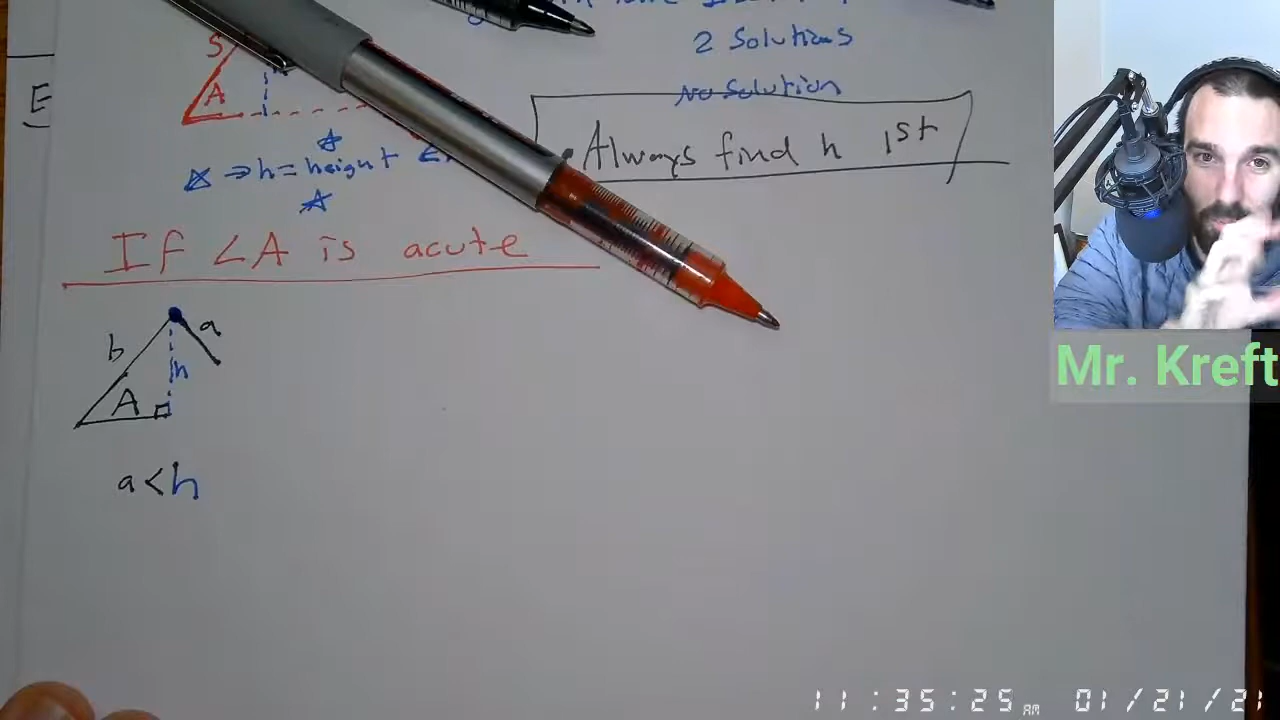 2 Solutions
No Solution
E)
S
A
• Always find h 1st
⇒ h = height
If ∠A is acute
b
a
h
A
a < h
Mr. Kreft
11:35:25 AM 01/21/21